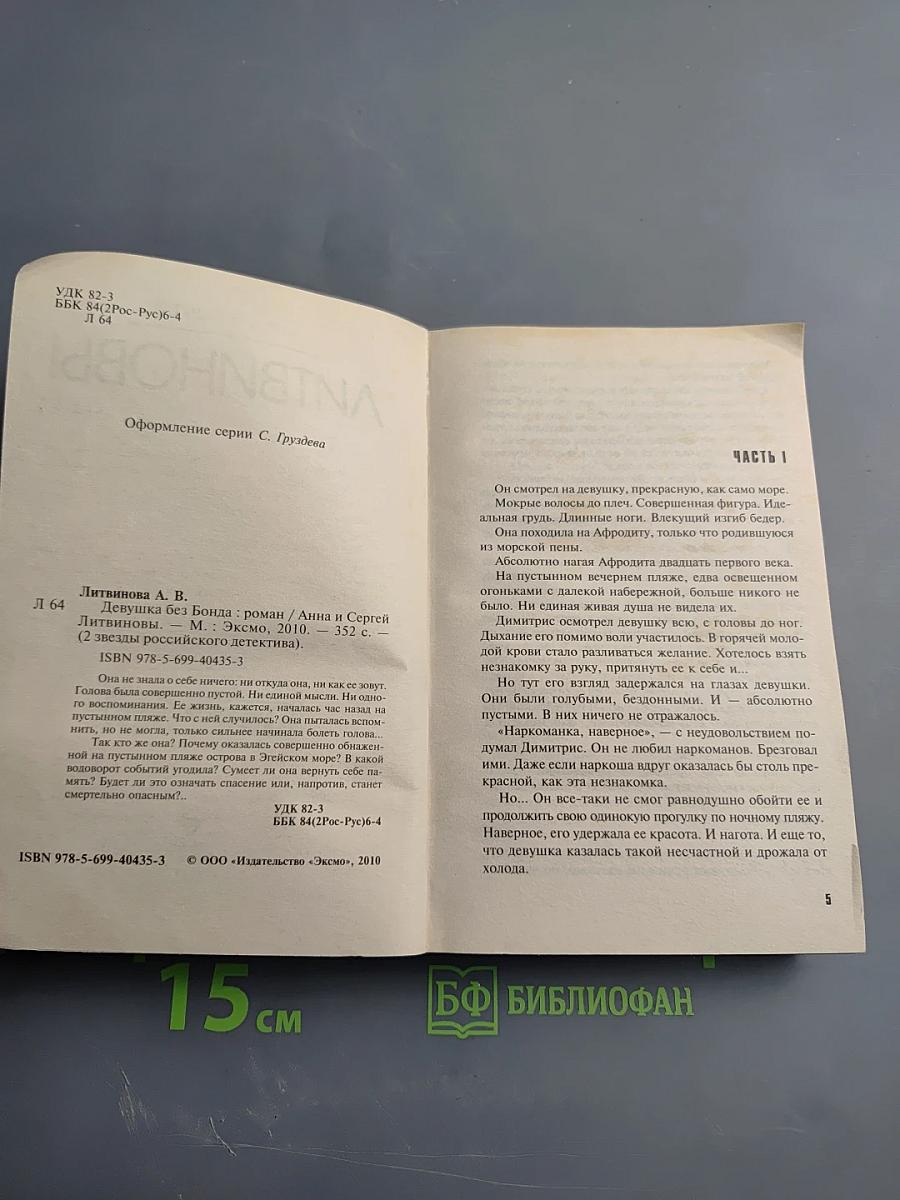 УДК 82-3
ББК 84(2Рос-Рус)6-4
Л 64
ЛИТВИНОВЫ
Оформление серии С. Груздева
Литвинова А. В.
Л 64 Девушка без Бонда : роман / Анна и Сергей
Литвиновы. — М. : Эксмо, 2010. — 352 с. —
(2 звезды российского детектива).
ISBN 978-5-699-40435-3
Она не знала о себе ничего: ни откуда она, ни как ее зовут.
Голова была совершенно пустой. Ни единой мысли. Ни одно-
го воспоминания. Ее жизнь, кажется, началась час назад на
пустынном пляже. Что с ней случилось? Она пыталась вспом-
нить, но не могла, только сильнее начинала болеть голова...
Так кто же она? Почему оказалась совершенно обнажен-
ной на пустынном пляже острова в Эгейском море? В какой
водоворот событий угодила? Сумеет ли она вернуть себе па-
мять? Будет ли это означать спасение или, напротив, станет
смертельно опасным?..
УДК 82-3
ББК 84(2Рос-Рус)6-4
ISBN 978-5-699-40435-3 © ООО «Издательство «Эксмо», 2010
ЧАСТЬ I
Он смотрел на девушку, прекрасную, как само море.
Мокрые волосы до плеч. Совершенная фигура. Иде-
альная грудь. Длинные ноги. Влекущий изгиб бедер.
Она походила на Афродиту, только что родившуюся
из морской пены.
Абсолютно нагая Афродита двадцать первого века.
На пустынном вечернем пляже, едва освещенном
огоньками с далекой набережной, больше никого не
было. Ни единая живая душа не видела их.
Димитрис осмотрел девушку всю, с головы до ног.
Дыхание его помимо воли участилось. В горячей моло-
дой крови стало разливаться желание. Хотелось взять
незнакомку за руку, притянуть ее к себе и...
Но тут его взгляд задержался на глазах девушки.
Они были голубыми, бездонными. И — абсолютно
пустыми. В них ничего не отражалось.
«Наркоманка, наверное», — с неудовольствием по-
думал Димитрис. Он не любил наркоманов. Брезговал
ими. Даже если наркоша вдруг оказалась бы столь пре-
красной, как эта незнакомка.
Но... Он все-таки не смог равнодушно обойти ее и
продолжить свою одинокую прогулку по ночному пляжу.
Наверное, его удержала ее красота. И нагота. И еще то,
что девушка казалась такой несчастной и дрожала от
холода.
5
15 см
БФ БИБЛИОФАН